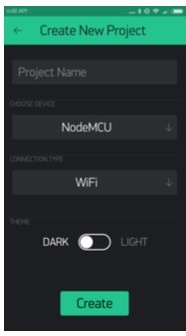 Create New Project
Project Name
CHOOSE DEVICE
NodeMCU
CONNECTION TYPE
WiFi
THEME
DARK LIGHT
Create